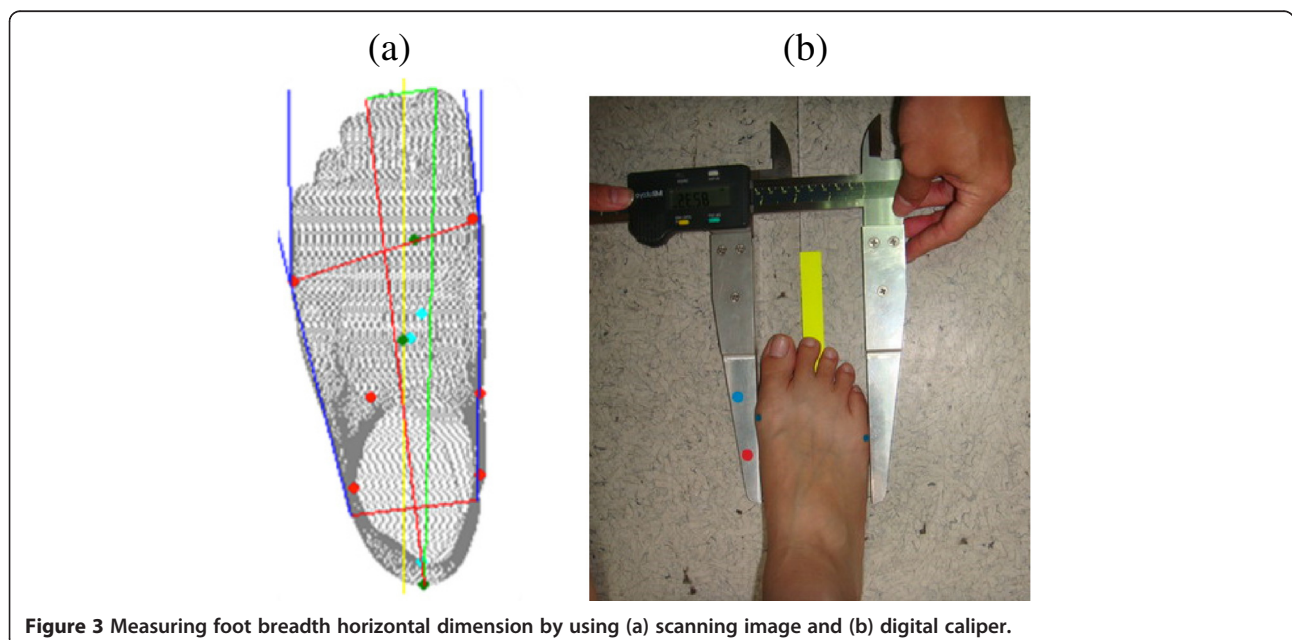 (a) (b)
Figure 3 Measuring foot breadth horizontal dimension by using (a) scanning image and (b) digital caliper.